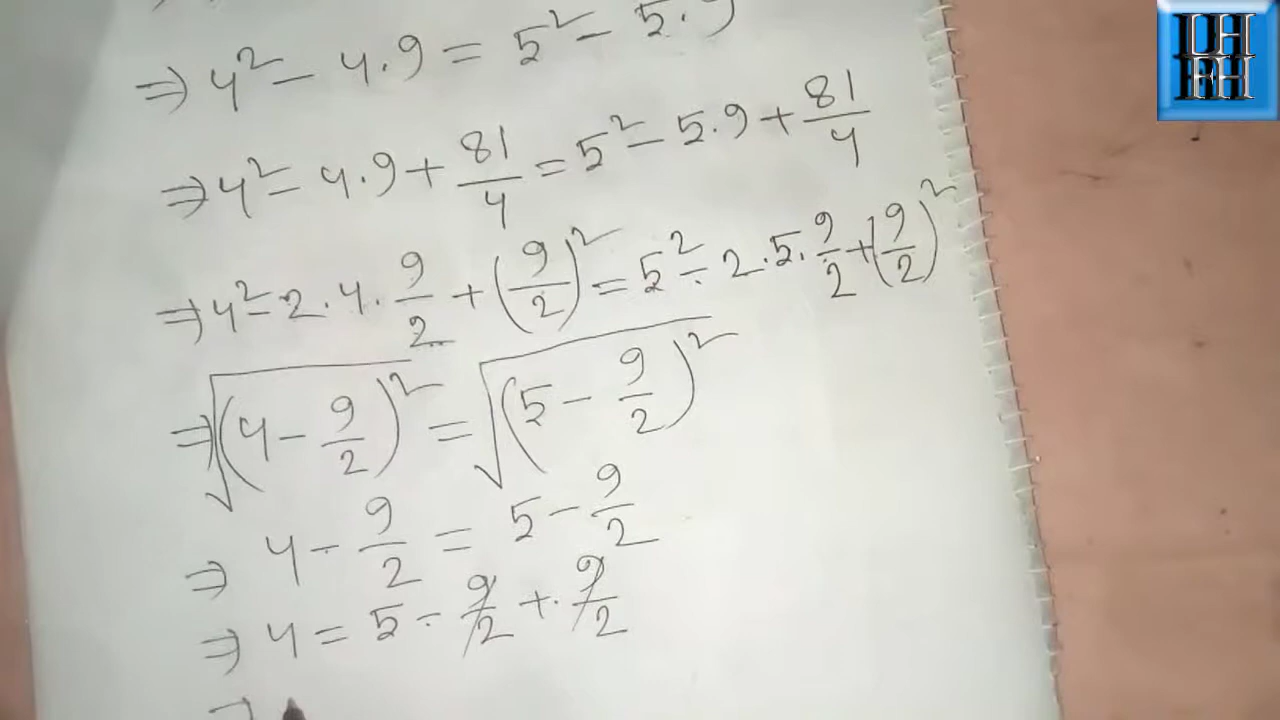 ⇒ 4² - 4.9 = 5² - 5.9
⇒ 4² - 4.9 + 81/4 = 5² - 5.9 + 81/4
⇒ 4² - 2.4.9/2 + (9/2)² = 5² - 2.5.9/2 + (9/2)²
⇒ √(4 - 9/2)² = √(5 - 9/2)²
⇒ 4 - 9/2 = 5 - 9/2
⇒ 4 = 5 - 9/2 + 9/2